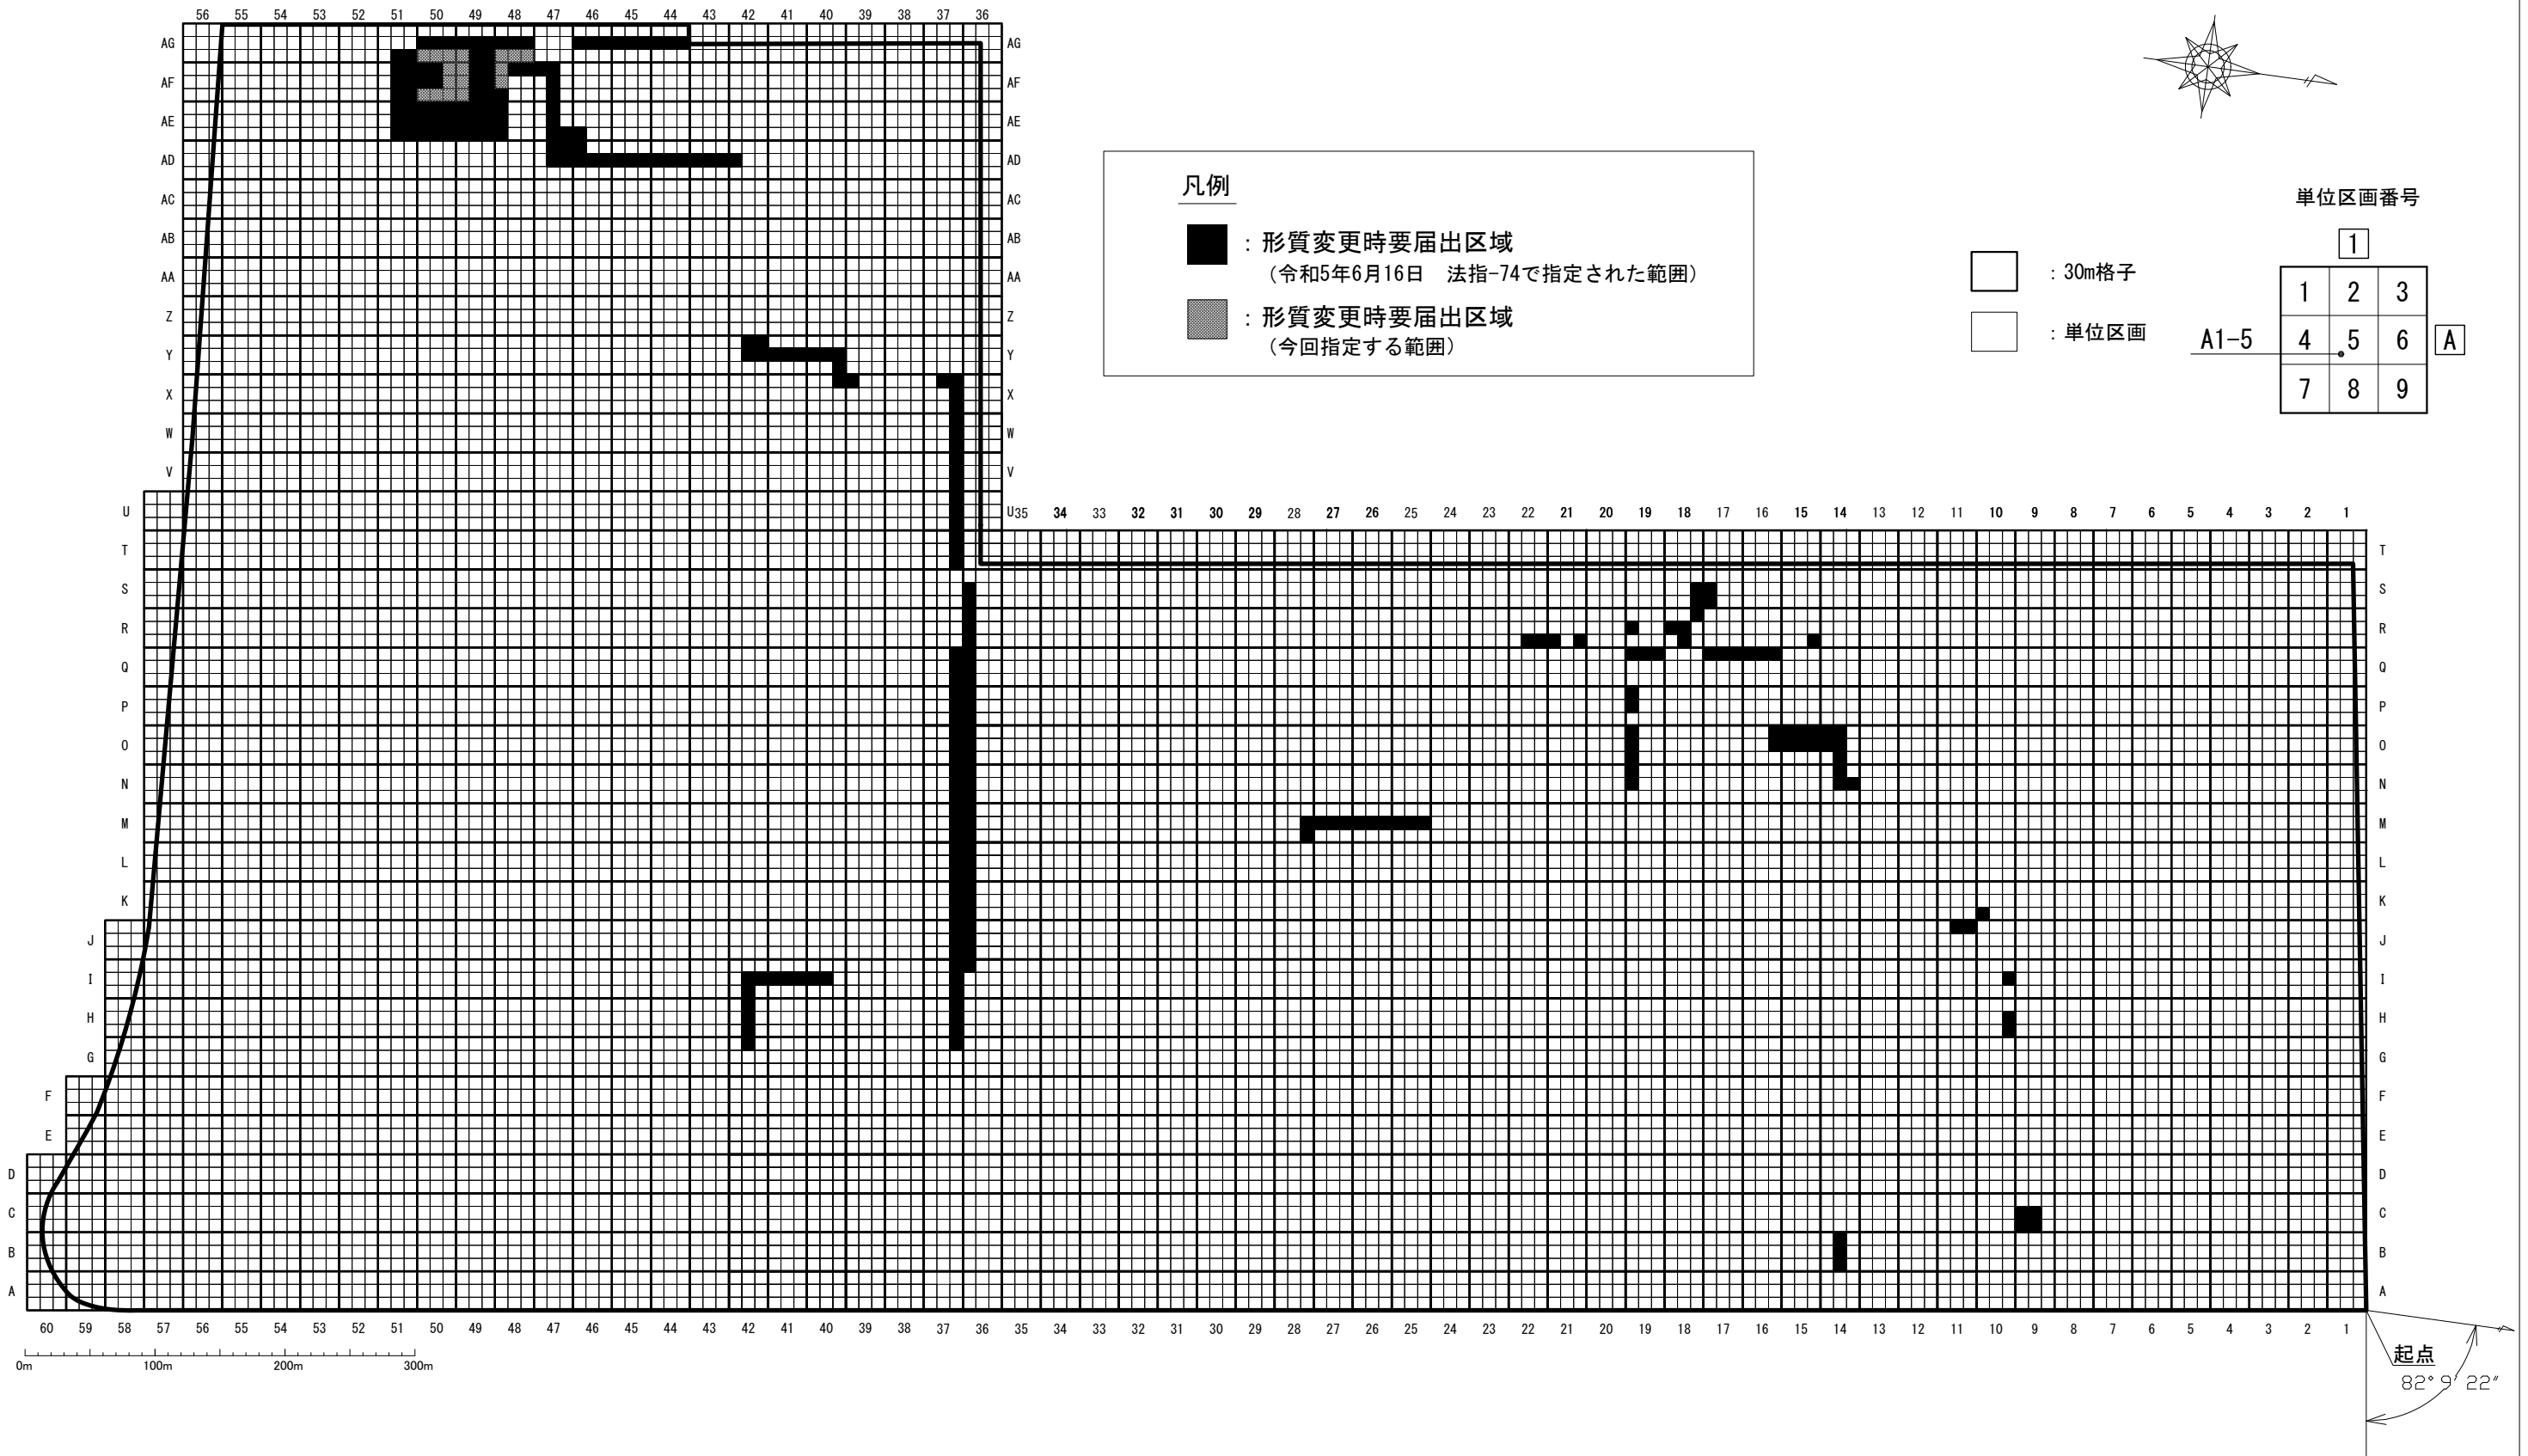 56 55 54 53 52 51 50 49 48 47 46 45 44 43 42 41 40 39 38 37 36
AG AG
AF AF
AE AE
AD AD
AC AC
AB AB
AA AA
Z Z
Y Y
X X
W W
V V
凡例
：形質変更時要届出区域
（令和5年6月16日　法指-74で指定された範囲）
：形質変更時要届出区域
（今回指定する範囲）
：30m格子
：単位区画
単位区画番号
1
1 2 3
A1-5 4 5 6 A
7 8 9
U U 35 34 33 32 31 30 29 28 27 26 25 24 23 22 21 20 19 18 17 16 15 14 13 12 11 10 9 8 7 6 5 4 3 2 1
T T
S S
R R
Q Q
P P
O O
N N
M M
L L
K K
J J
I I
H H
G G
F F
E E
D D
C C
B B
A A
60 59 58 57 56 55 54 53 52 51 50 49 48 47 46 45 44 43 42 41 40 39 38 37 36 35 34 33 32 31 30 29 28 27 26 25 24 23 22 21 20 19 18 17 16 15 14 13 12 11 10 9 8 7 6 5 4 3 2 1
0m 100m 200m 300m
起点
82° 9′ 22″